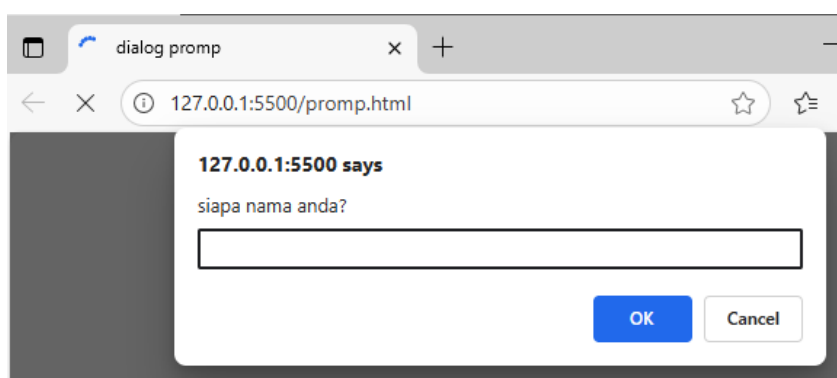 dialog promp
127.0.0.1:5500/promp.html
127.0.0.1:5500 says
siapa nama anda?
OK Cancel